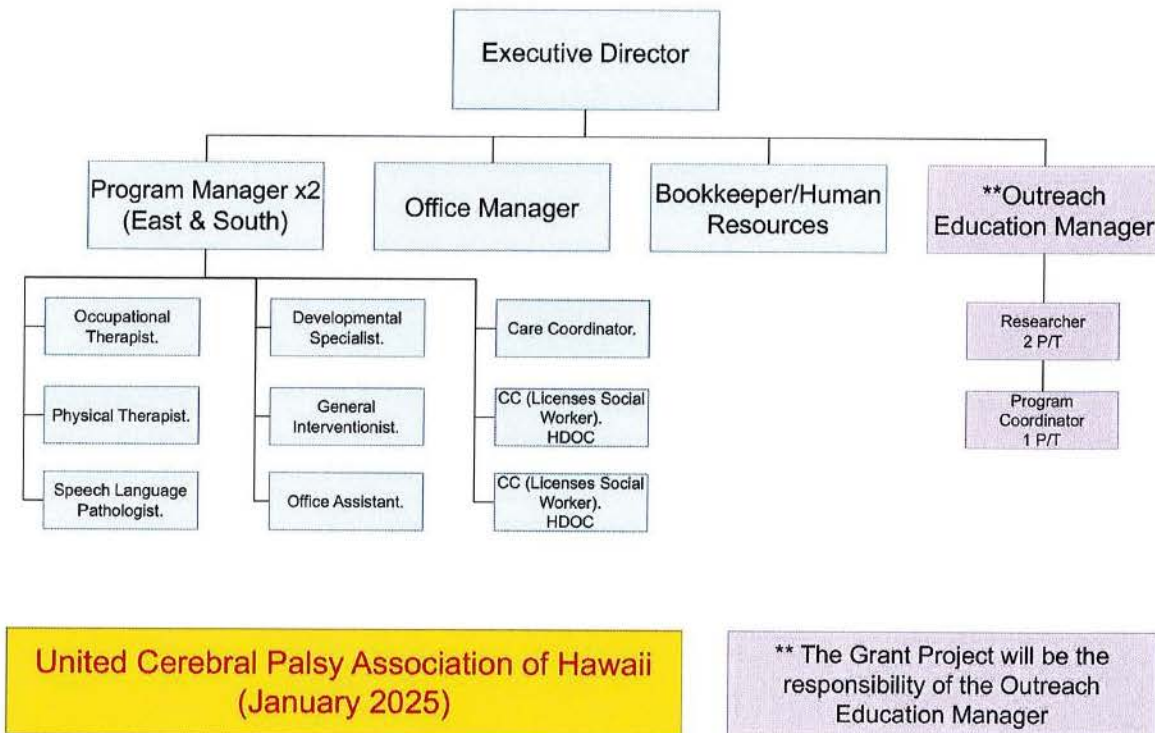 Executive Director
Program Manager x2
(East & South)
Office Manager
Bookkeeper/Human
Resources
**Outreach
Education Manager
Occupational
Therapist.
Developmental
Specialist.
Care Coordinator.
Researcher
2 P/T
Physical Therapist.
General
Interventionist.
CC (Licenses Social
Worker).
HDOC
Program
Coordinator
1 P/T
Speech Language
Pathologist.
Office Assistant.
CC (Licenses Social
Worker).
HDOC
United Cerebral Palsy Association of Hawaii
(January 2025)
** The Grant Project will be the
responsibility of the Outreach
Education Manager